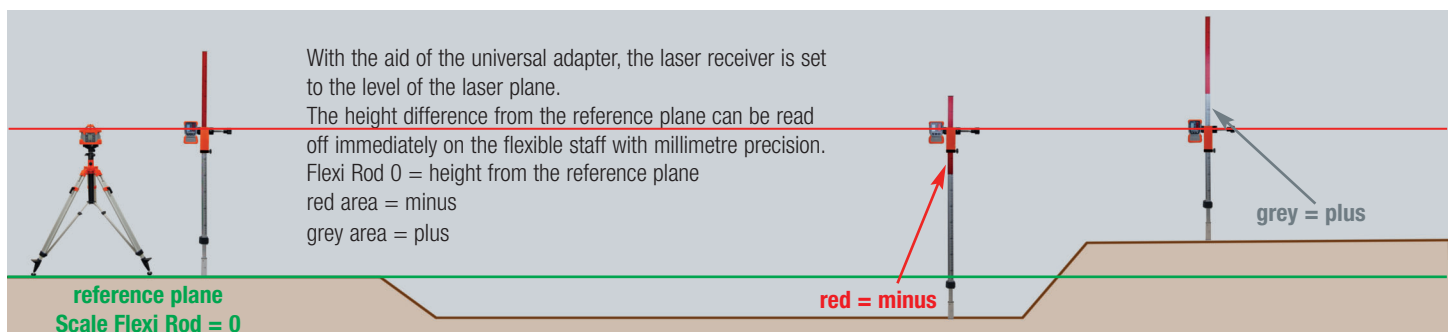 With the aid of the universal adapter, the laser receiver is set
to the level of the laser plane.
The height difference from the reference plane can be read
off immediately on the flexible staff with millimetre precision.
Flexi Rod 0 = height from the reference plane
red area = minus
grey area = plus
grey = plus
red = minus
reference plane
Scale Flexi Rod = 0